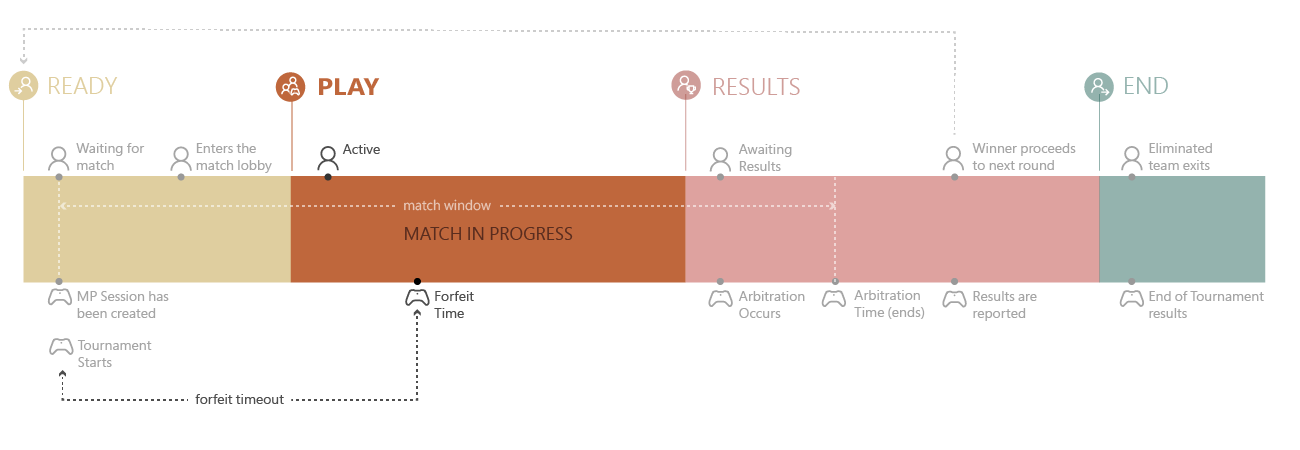 READY
PLAY
RESULTS
END
Waiting for
match
Enters the
match lobby
Active
Awaiting
Results
Winner proceeds
to next round
Eliminated
team exits
match window
MATCH IN PROGRESS
MP Session has
been created
Forfeit
Time
Arbitration
Occurs
Arbitration
Time (ends)
Results are
reported
End of Tournament
results
Tournament
Starts
forfeit timeout